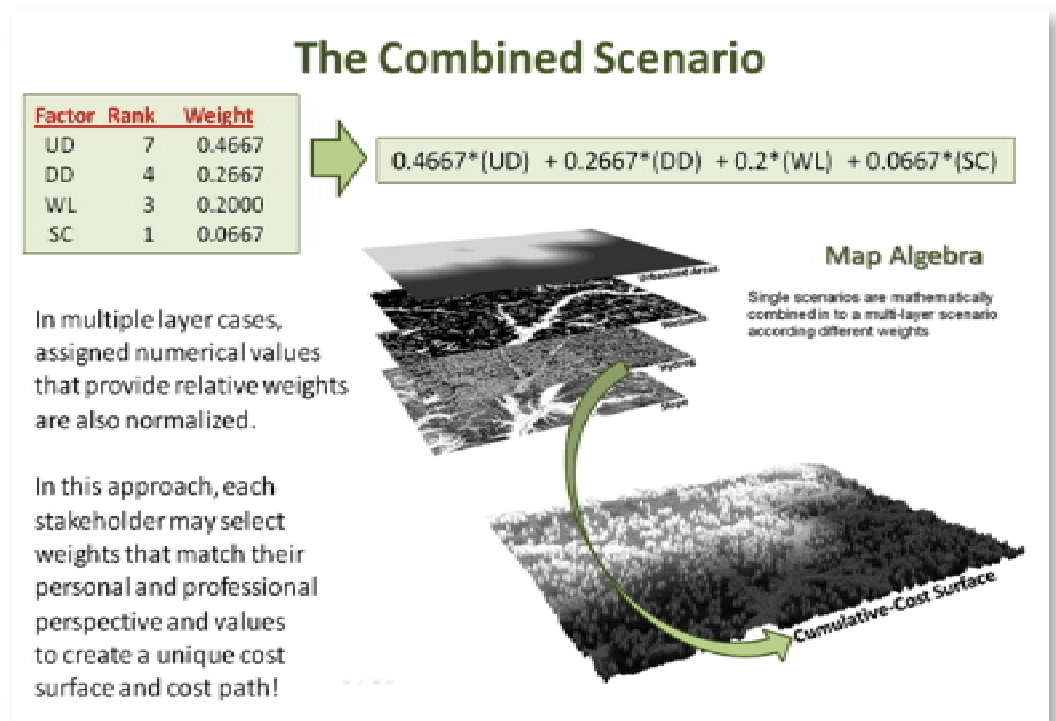 The Combined Scenario
Factor Rank Weight
UD 7 0.4667
DD 4 0.2667
WL 3 0.2000
SC 1 0.0667
0.4667*(UD) + 0.2667*(DD) + 0.2*(WL) + 0.0667*(SC)
Map Algebra
Single scenarios are mathematically
combined in to a multi-layer scenario
according different weights
Urbanized Areas
Slope
In multiple layer cases,
assigned numerical values
that provide relative weights
are also normalized.
In this approach, each
stakeholder may select
weights that match their
personal and professional
perspective and values
to create a unique cost
surface and cost path!
Cumulative-Cost Surface